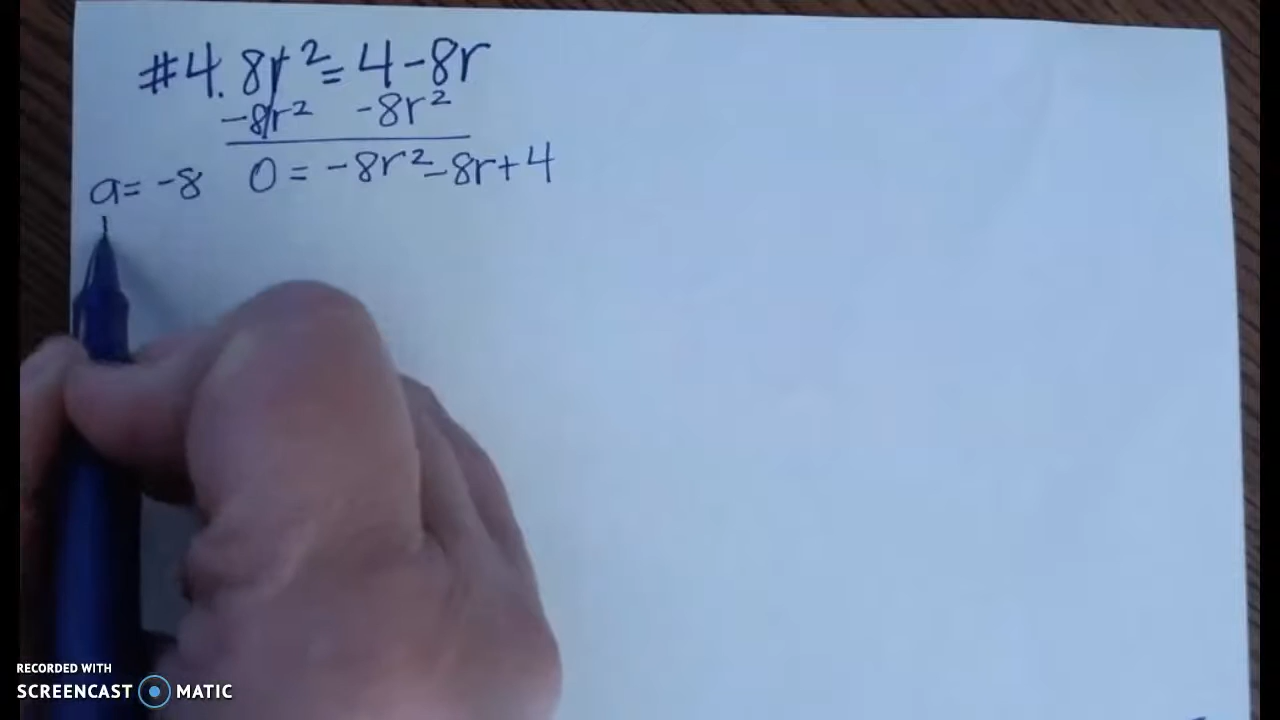 #4. 8r² = 4-8r
-8r² -8r²
0 = -8r²-8r+4
a= -8
RECORDED WITH
SCREENCAST MATIC